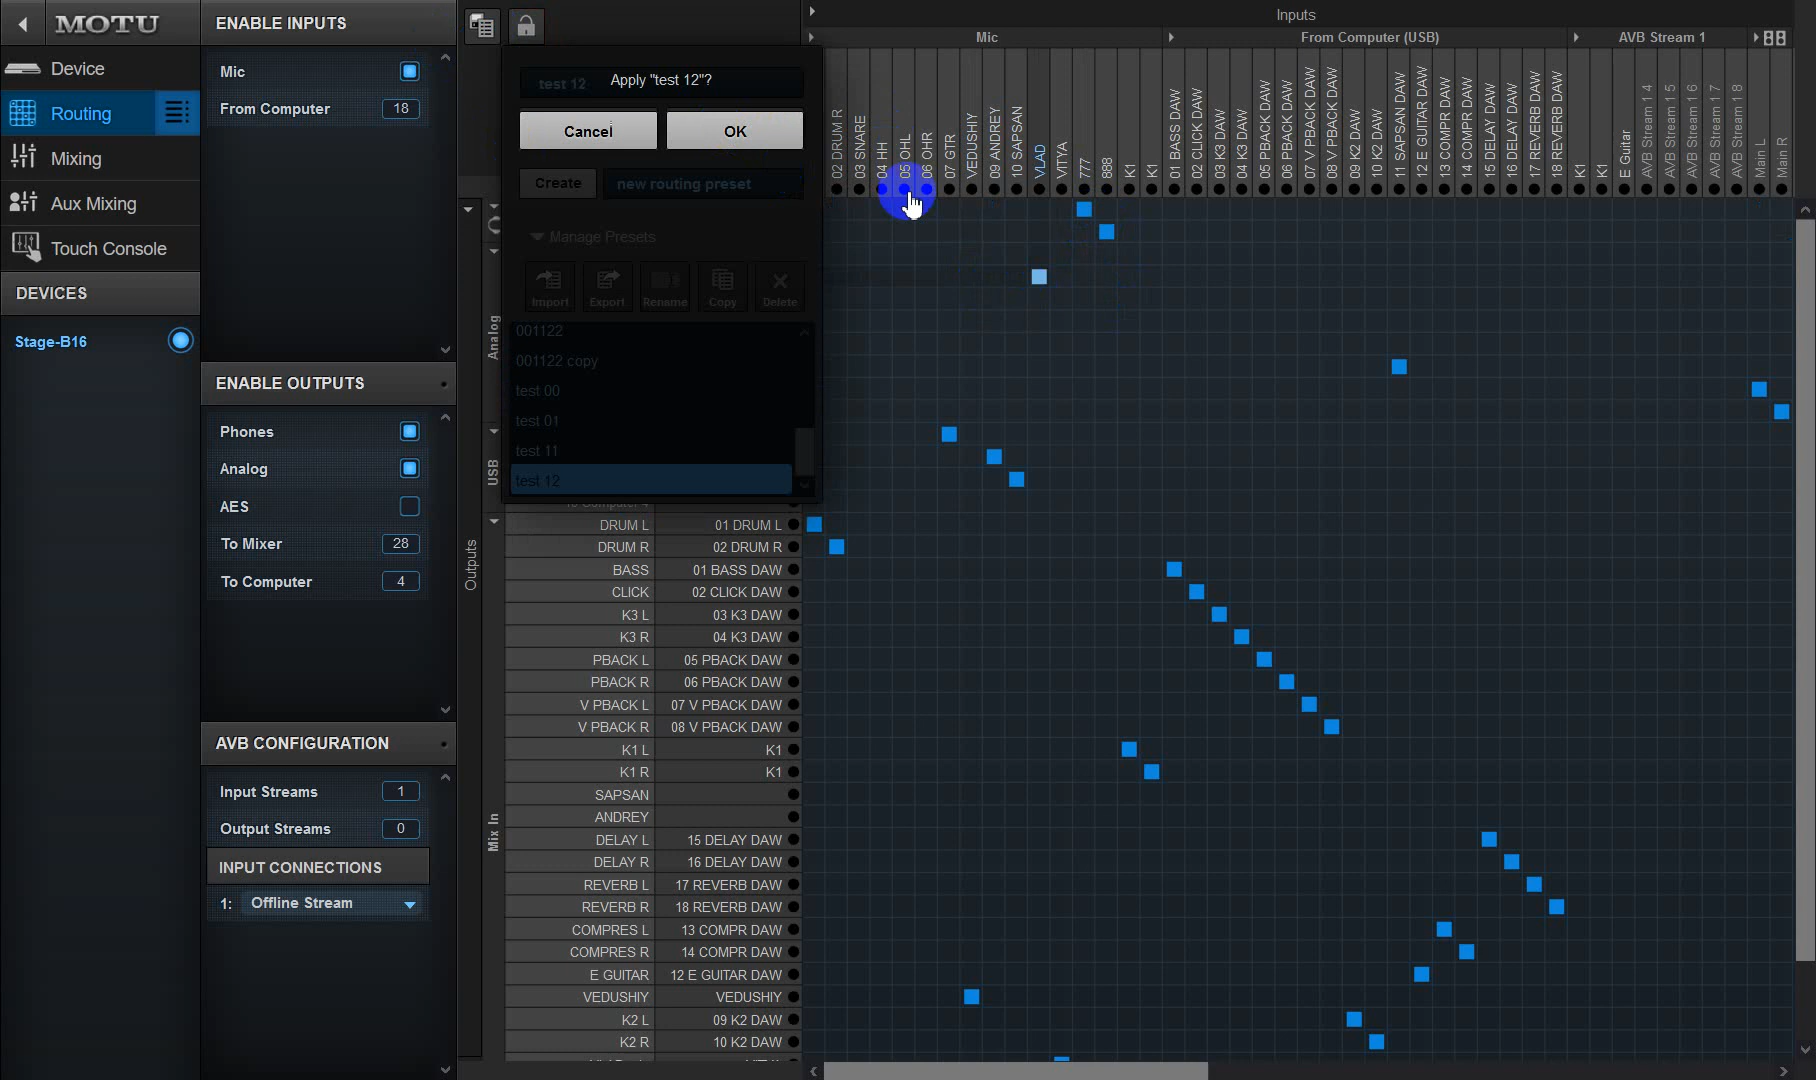 MOTU
Device
Routing
Mixing
Aux Mixing
Touch Console
DEVICES
Stage-B16
ENABLE INPUTS
Mic
From Computer 18
ENABLE OUTPUTS
Phones
Analog
AES
To Mixer 28
To Computer 4
AVB CONFIGURATION
Input Streams 1
Output Streams 0
INPUT CONNECTIONS
1: Offline Stream
test 12 Apply "test 12"?
Cancel OK
Create new routing preset
Manage Presets
Import Export Rename Copy Delete
001122
001122 copy
test 00
test 01
test 11
test 12
Inputs
Mic From Computer (USB) AVB Stream 1
02 DRUM R
03 SNARE
04 HH
05 OHL
06 OHR
07 GTR
VEDUSHIY
09 ANDREY
10 SAPSAN
VLAD
VITYA
777
888
K1
K1
01 BASS DAW
02 CLICK DAW
03 K3 DAW
04 K3 DAW
05 PBACK DAW
06 PBACK DAW
07 V PBACK DAW
08 V PBACK DAW
09 K2 DAW
10 K2 DAW
11 SAPSAN DAW
12 E GUITAR DAW
13 COMPR DAW
14 COMPR DAW
15 DELAY DAW
16 DELAY DAW
17 REVERB DAW
18 REVERB DAW
K1
K1
E Guitar
AVB Stream 1 4
AVB Stream 1 5
AVB Stream 1 6
AVB Stream 1 7
AVB Stream 1 8
Main L
Main R
Outputs
Analog
USB
Mix In
To Computer 4
DRUM L 01 DRUM L
DRUM R 02 DRUM R
BASS 01 BASS DAW
CLICK 02 CLICK DAW
K3 L 03 K3 DAW
K3 R 04 K3 DAW
PBACK L 05 PBACK DAW
PBACK R 06 PBACK DAW
V PBACK L 07 V PBACK DAW
V PBACK R 08 V PBACK DAW
K1 L K1
K1 R K1
SAPSAN
ANDREY
DELAY L 15 DELAY DAW
DELAY R 16 DELAY DAW
REVERB L 17 REVERB DAW
REVERB R 18 REVERB DAW
COMPRES L 13 COMPR DAW
COMPRES R 14 COMPR DAW
E GUITAR 12 E GUITAR DAW
VEDUSHIY VEDUSHIY
K2 L 09 K2 DAW
K2 R 10 K2 DAW